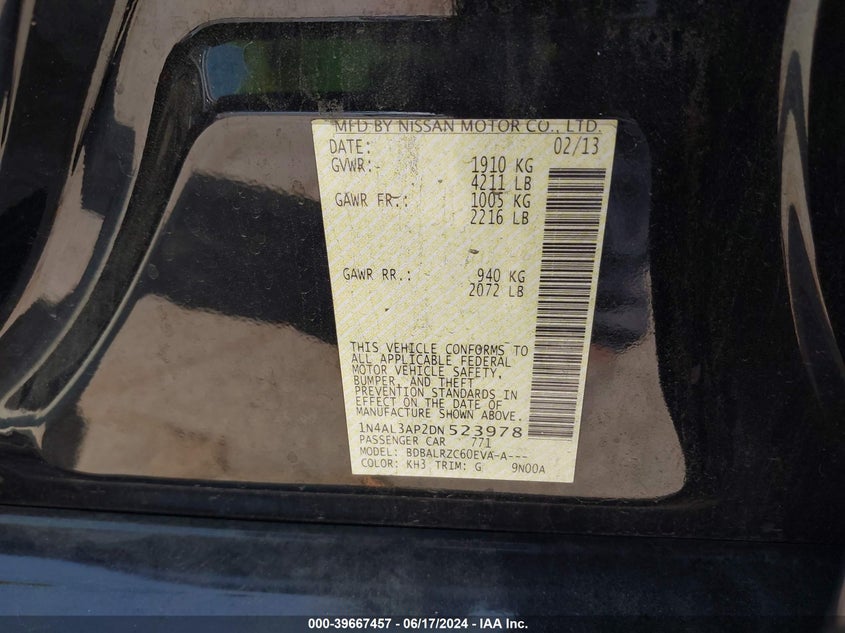 MFD BY NISSAN MOTOR CO., LTD.
DATE: 02/13
GVWR: 1910 KG
4211 LB
GAWR FR.: 1005 KG
2216 LB
GAWR RR.: 940 KG
2072 LB
THIS VEHICLE CONFORMS TO
ALL APPLICABLE FEDERAL
MOTOR VEHICLE SAFETY,
BUMPER, AND THEFT
PREVENTION STANDARDS IN
EFFECT ON THE DATE OF
MANUFACTURE SHOWN ABOVE.
1N4AL3AP2DN523978
PASSENGER CAR 771
MODEL: BDBALRZC60EVA-A---
COLOR: KH3 TRIM: G 9N00A
000-39667457 - 06/17/2024 - IAA Inc.